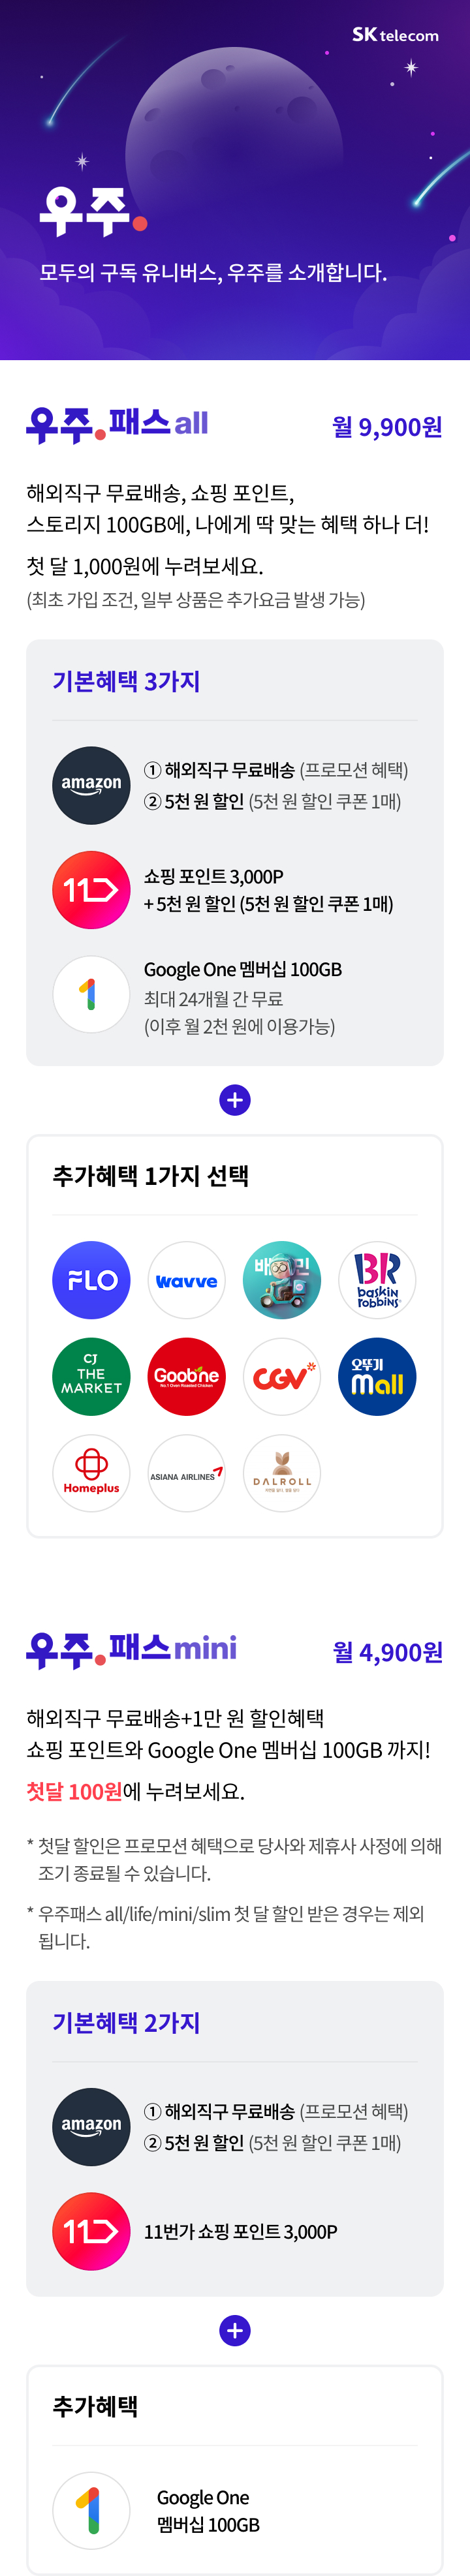 SK telecom
우주.
모두의 구독 유니버스, 우주를 소개합니다.
우주.패스 all
월 9,900원
해외직구 무료배송, 쇼핑 포인트,
스토리지 100GB에, 나에게 딱 맞는 혜택 하나 더!
첫 달 1,000원에 누려보세요.
(최초 가입 조건, 일부 상품은 추가요금 발생 가능)
기본혜택 3가지
amazon
① 해외직구 무료배송 (프로모션 혜택)
② 5천 원 할인 (5천 원 할인 쿠폰 1매)
11
쇼핑 포인트 3,000P
+ 5천 원 할인 (5천 원 할인 쿠폰 1매)
1
Google One 멤버십 100GB
최대 24개월 간 무료
(이후 월 2천 원에 이용가능)
추가혜택 1가지 선택
FLO
wavve
배민
BR
baskin
robbins
CJ
THE
MARKET
Goobne
No.1 Oven Roasted Chicken
CGV
오뚜기
mall
Homeplus
ASIANA AIRLINES
DALROLL
우주.패스 mini
월 4,900원
해외직구 무료배송+1만 원 할인혜택
쇼핑 포인트와 Google One 멤버십 100GB 까지!
첫달 100원에 누려보세요.
* 첫달 할인은 프로모션 혜택으로 당사와 제휴사 사정에 의해
조기 종료될 수 있습니다.
* 우주패스 all/life/mini/slim 첫 달 할인 받은 경우는 제외
됩니다.
기본혜택 2가지
amazon
① 해외직구 무료배송 (프로모션 혜택)
② 5천 원 할인 (5천 원 할인 쿠폰 1매)
11
11번가 쇼핑 포인트 3,000P
추가혜택
1
Google One
멤버십 100GB